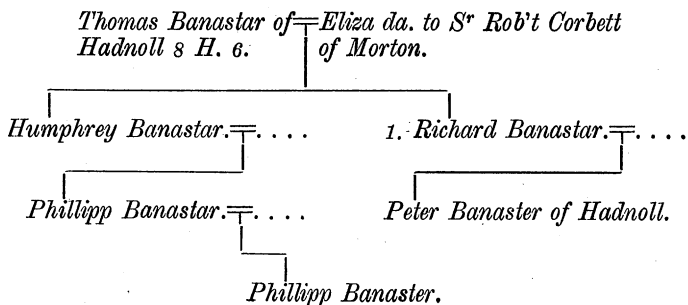 Thomas Banastar of═Eliza da. to Sʳ Rob't Corbett
Hadnoll 8 H. 6. of Morton.
Humphrey Banastar.═.... 1. Richard Banastar.═....
Phillipp Banastar.═.... Peter Banaster of Hadnoll.
Phillipp Banaster.